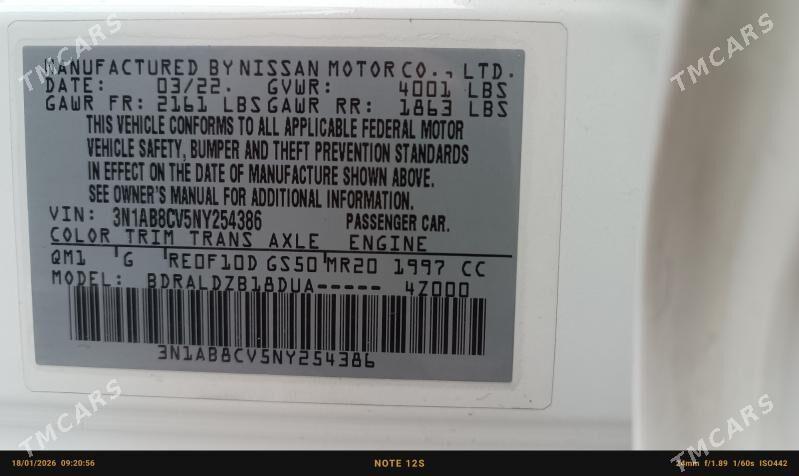 TMCARS
TMCARS
MANUFACTURED BY NISSAN MOTOR CO., LTD.
DATE: 03/22. GVWR: 4001 LBS
GAWR FR: 2161 LBS GAWR RR: 1863 LBS
THIS VEHICLE CONFORMS TO ALL APPLICABLE FEDERAL MOTOR
VEHICLE SAFETY, BUMPER AND THEFT PREVENTION STANDARDS
IN EFFECT ON THE DATE OF MANUFACTURE SHOWN ABOVE.
SEE OWNER'S MANUAL FOR ADDITIONAL INFORMATION.
VIN: 3N1AB8CV5NY254386 PASSENGER CAR.
COLOR TRIM TRANS AXLE ENGINE
QM1 G RE0F10D GS50 MR20 1997 CC
MODEL: BDRALDZB18DUA----- 4Z000
3N1AB8CV5NY254386
TMCARS
TMCARS
18/01/2026 09:20:56 NOTE 12S 24mm f/1.89 1/60s ISO442